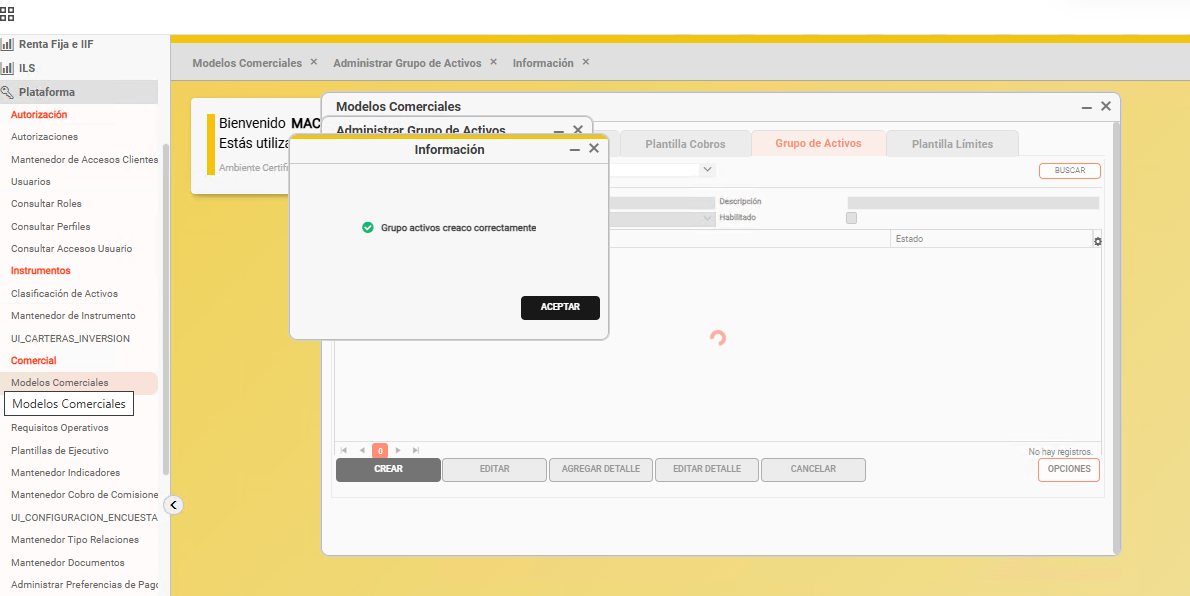 Renta Fija e IIF
ILS
Plataforma
Autorización
Autorizaciones
Mantenedor de Accesos Clientes
Usuarios
Consultar Roles
Consultar Perfiles
Consultar Accesos Usuario
Instrumentos
Clasificación de Activos
Mantenedor de Instrumento
UI_CARTERAS_INVERSION
Comercial
Modelos Comerciales
Modelos Comerciales
Requisitos Operativos
Plantillas de Ejecutivo
Mantenedor Indicadores
Mantenedor Cobro de Comisione
UI_CONFIGURACION_ENCUESTA
Mantenedor Tipo Relaciones
Mantenedor Documentos
Administrar Preferencias de Pago
Modelos Comerciales × Administrar Grupo de Activos × Información ×
Bienvenido MAC
Estás utiliza
Ambiente Certifi
Modelos Comerciales
Administrar Grupo de Activos
Información
Grupo activos creaco correctamente
ACEPTAR
Plantilla Cobros Grupo de Activos Plantilla Límites
BUSCAR
Descripción
Habilitado
Estado
0
No hay registros.
CREAR EDITAR AGREGAR DETALLE EDITAR DETALLE CANCELAR OPCIONES